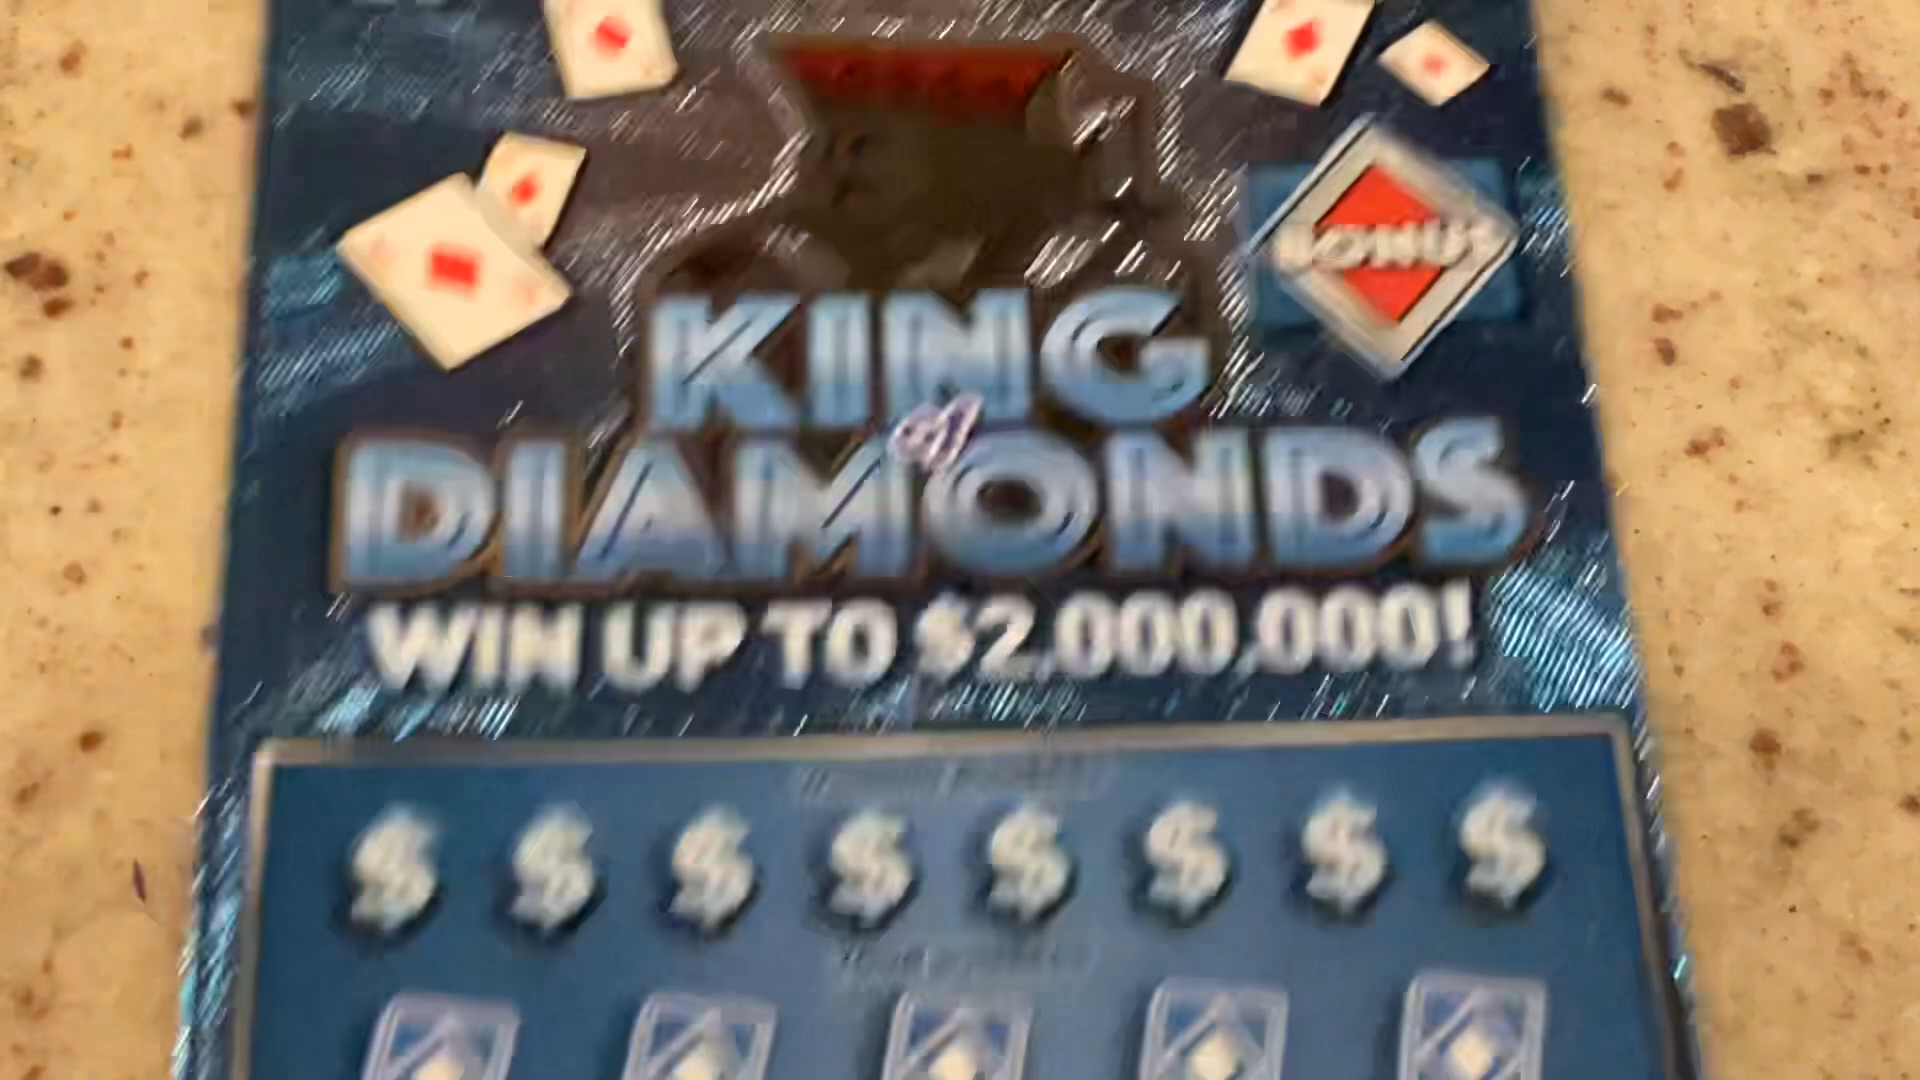 BONUS
KING
of
DIAMONDS
WIN UP TO $2,000,000!
$ $ $ $ $ $ $ $